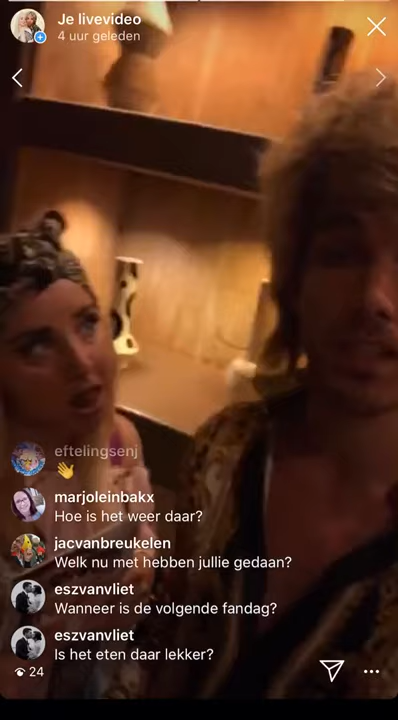 Je livevideo
4 uur geleden
eftelingsenj
👋
marjoleinbakx
Hoe is het weer daar?
jacvanbreukelen
Welk nu met hebben jullie gedaan?
eszvanvliet
Wanneer is de volgende fandag?
eszvanvliet
Is het eten daar lekker?
24